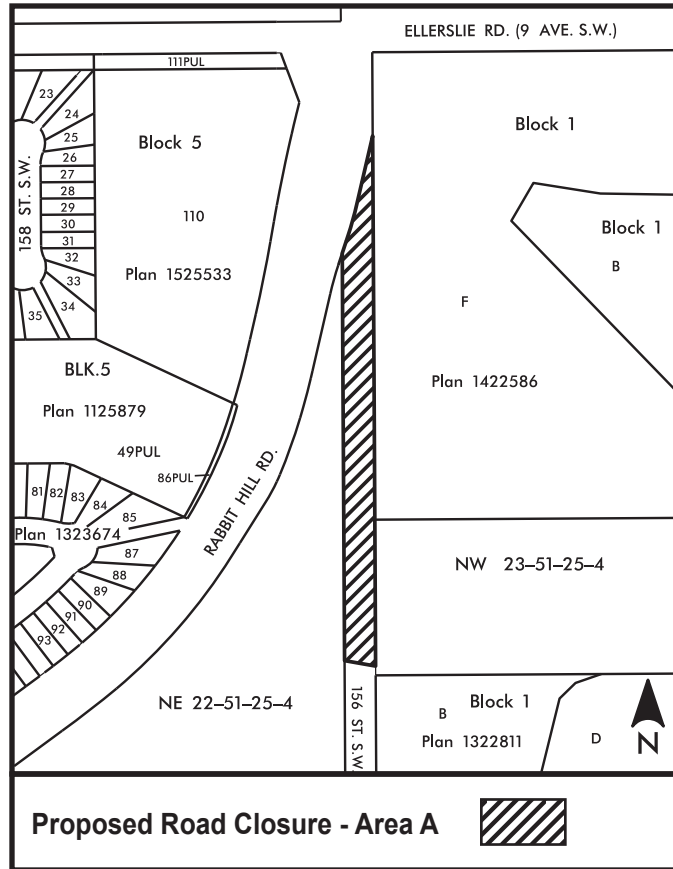 ELLERSLIE RD. (9 AVE. S.W.)
111PUL
23
24
25
26
27
28
29
30
31
32
33
34
35
158 ST. S.W.
Block 5
110
Plan 1525533
Block 1
Block 1
B
F
Plan 1422586
BLK.5
Plan 1125879
49PUL
86PUL
RABBIT HILL RD.
81
82
83
84
85
Plan 1323674
87
88
89
90
91
92
93
NW 23–51–25–4
NE 22–51–25–4
156 ST. S.W.
B
Block 1
Plan 1322811
D
N
Proposed Road Closure - Area A